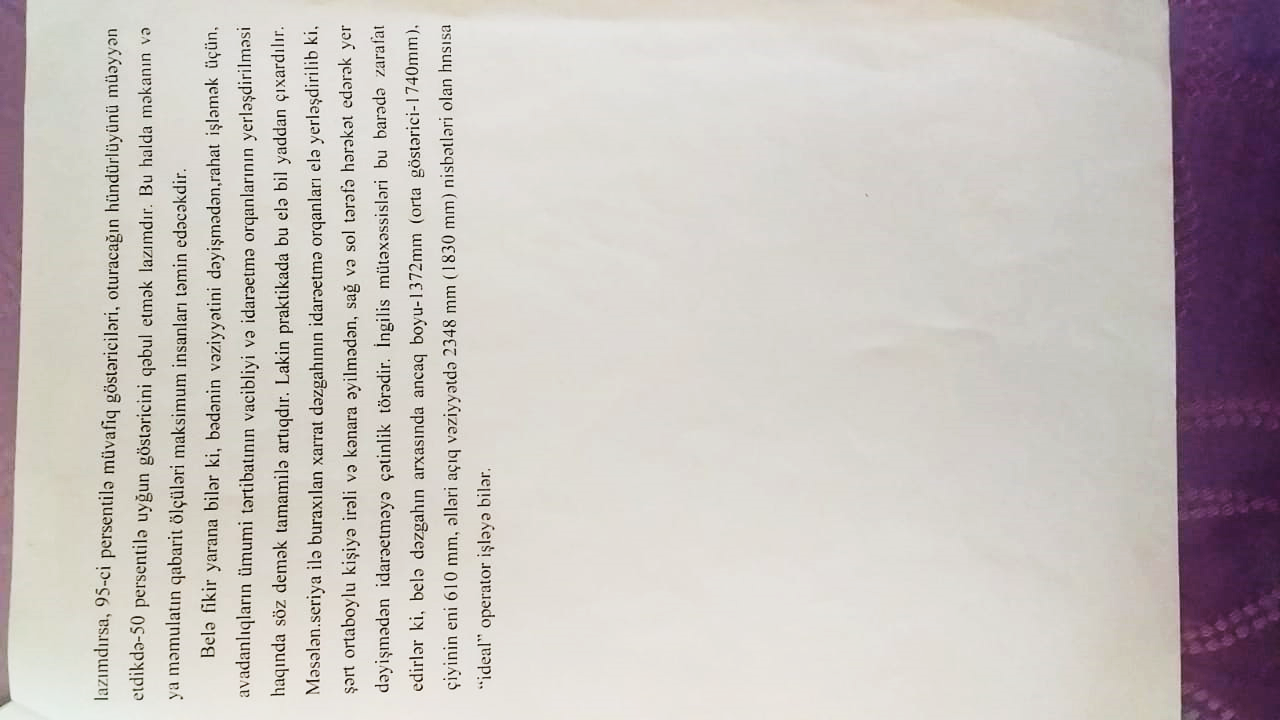 lazımdırsa, 95-ci persentilə müvafiq göstəriciləri, oturacağın hündürlüyünü müəyyən
etdikdə-50 persentilə uyğun göstəricini qəbul etmək lazımdır. Bu halda məkanın və
ya məmulatın qabarit ölçüləri maksimum insanları təmin edəcəkdir.
Belə fikir yarana bilər ki, bədənin vəziyyətini dəyişmədən,rahat işləmək üçün,
avadanlıqların ümumi tərtibatının vacibliyi və idarəetmə orqanlarının yerləşdirilməsi
haqında söz demək tamamilə artıqdır. Lakin praktikada bu elə bil yaddan çıxardılır.
Məsələn.seriya ilə buraxılan xarrat dəzgahının idarəetmə orqanları elə yerləşdirilib ki,
şərt ortaboylu kişiyə irəli və kənara əyilmədən, sağ və sol tərəfə hərəkət edərək yer
dəyişmədən idarəetməyə çətinlik törədir. İngilis mütəxəssisləri bu barədə zarafat
edirlər ki, belə dəzgahın arxasında ancaq boyu-1372mm (orta göstərici-1740mm),
çiyinin eni 610 mm, əlləri açıq vəziyyətdə 2348 mm (1830 mm) nisbətləri olan hnsısa
“ideal” operator işləyə bilər.